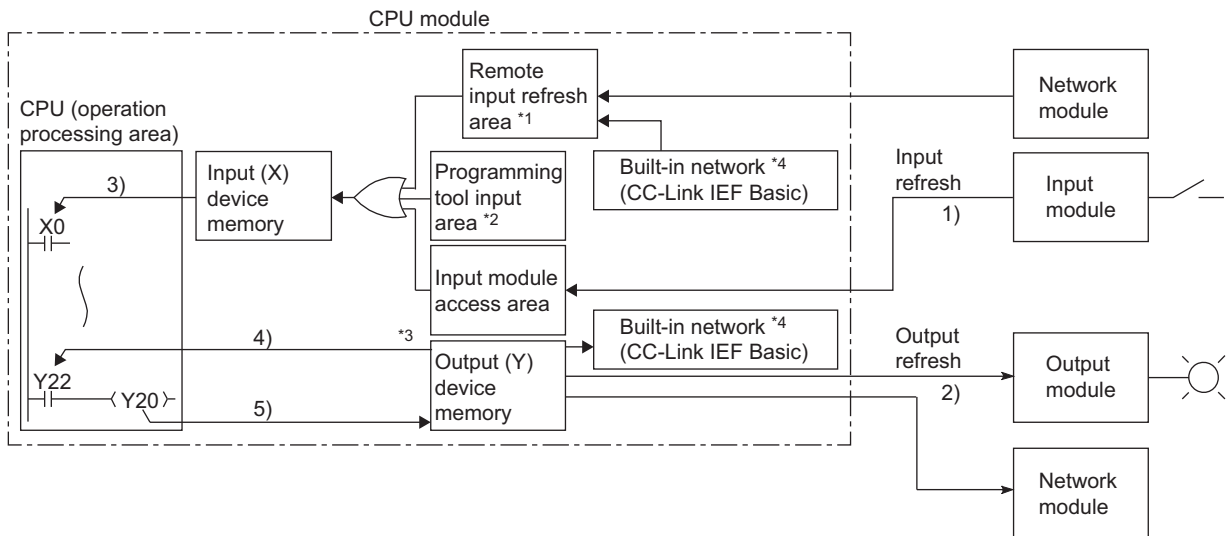 CPU module
Remote
input refresh
area *1
Network
module
CPU (operation
processing area)
Built-in network *4
(CC-Link IEF Basic)
Input
refresh
1)
Input
module
3)
Input (X)
device
memory
Programming
tool input
area *2
X0
Input module
access area
4)
*3
Built-in network *4
(CC-Link IEF Basic)
Output
refresh
2)
Output
module
Y22
Y20
5)
Output (Y)
device
memory
Network
module